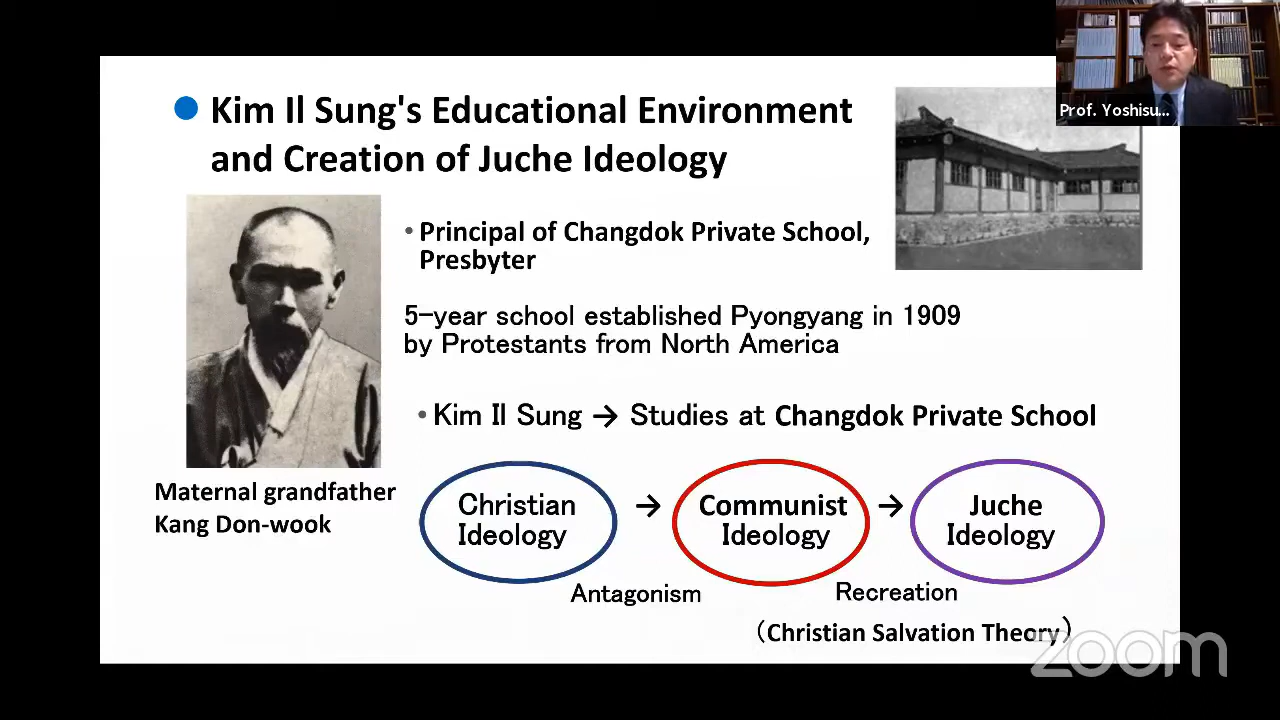 Prof. Yoshisu...
● Kim Il Sung's Educational Environment
and Creation of Juche Ideology
• Principal of Changdok Private School,
Presbyter
5-year school established Pyongyang in 1909
by Protestants from North America
• Kim Il Sung → Studies at Changdok Private School
Maternal grandfather
Kang Don-wook
Christian
Ideology
→
Communist
Ideology
→
Juche
Ideology
Antagonism
Recreation
(Christian Salvation Theory)
zoom